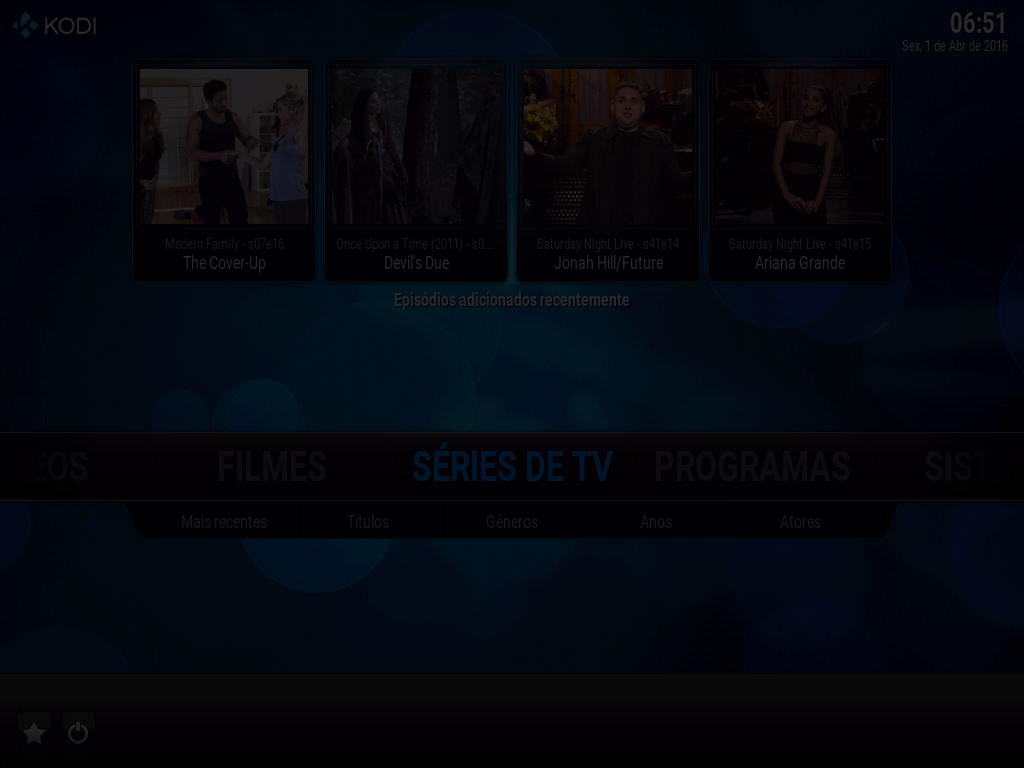 KODI
06:51
Sex, 1 de Abr de 2016
Modern Family - s07e16
The Cover-Up
Once Upon a Time (2011) - s0...
Devil's Due
Saturday Night Live - s41e14
Jonah Hill/Future
Saturday Night Live - s41e15
Ariana Grande
Episódios adicionados recentemente
EOS FILMES SÉRIES DE TV PROGRAMAS SIST
Mais recentes Títulos Gêneros Anos Atores